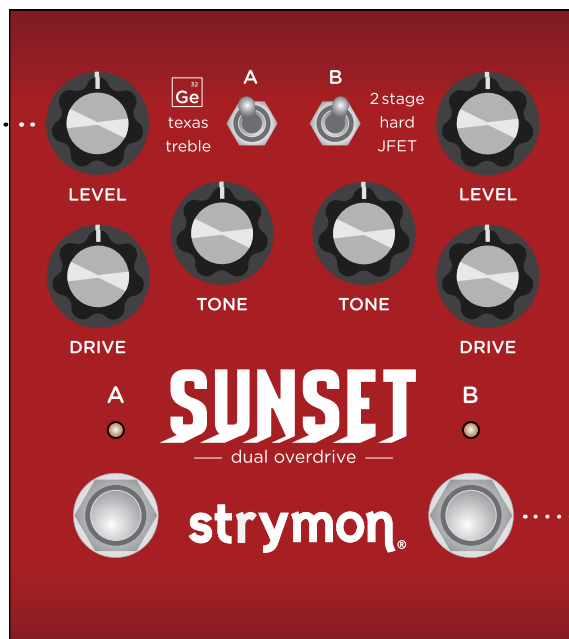 A
B
32
Ge
texas
treble
2 stage
hard
JFET
LEVEL
LEVEL
TONE
TONE
DRIVE
DRIVE
A
B
SUNSET
dual overdrive
strymon®